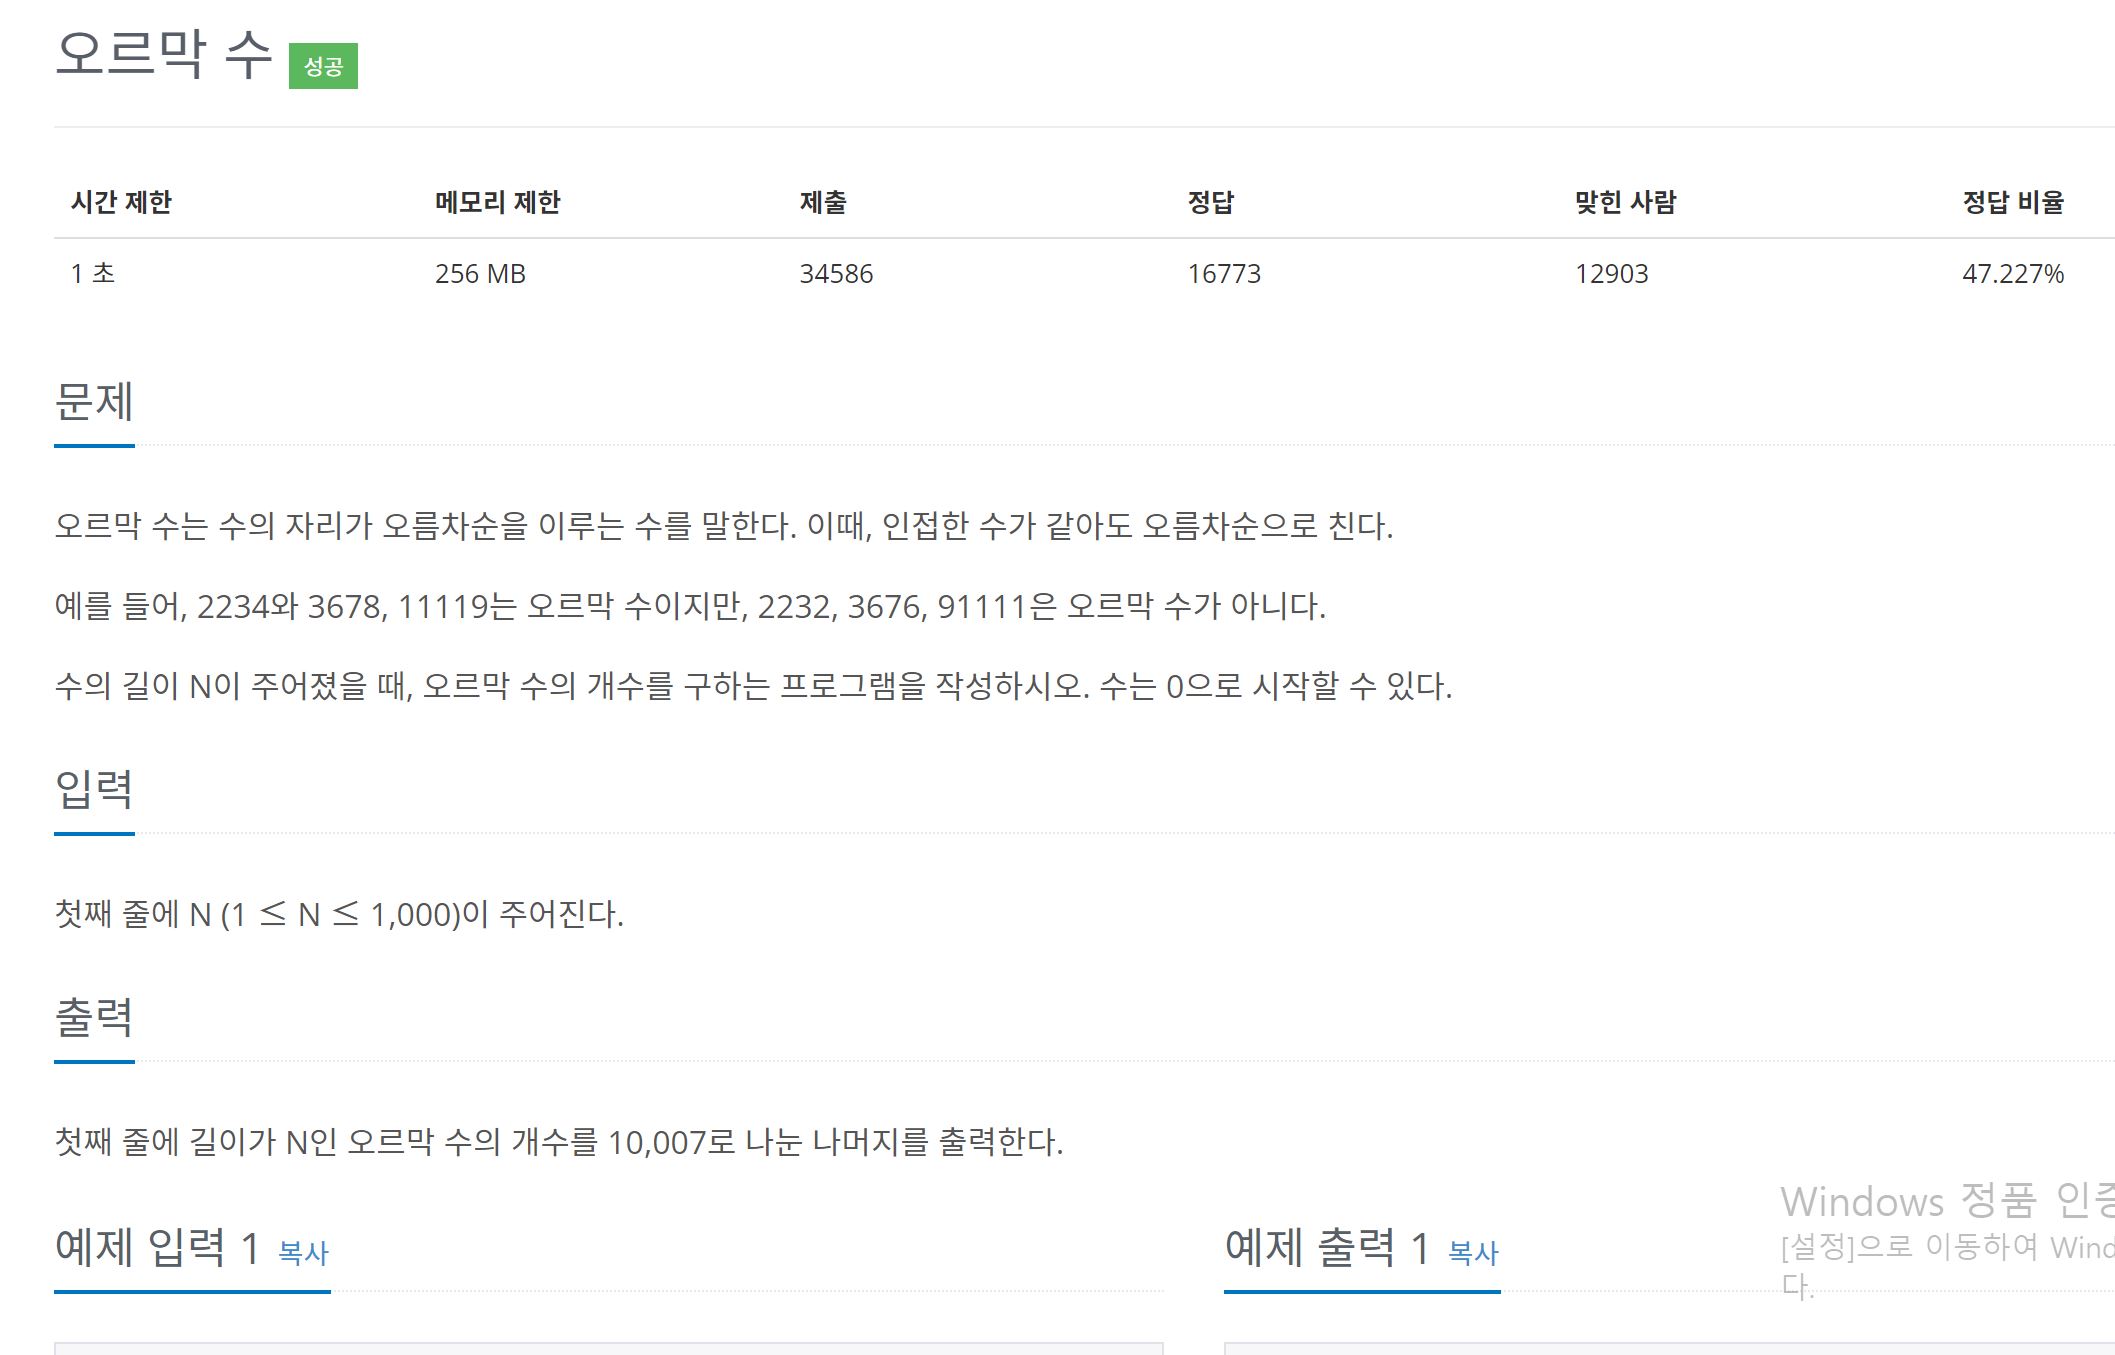 오르막 수 성공
시간 제한 메모리 제한 제출 정답 맞힌 사람 정답 비율
1 초 256 MB 34586 16773 12903 47.227%
문제
오르막 수는 수의 자리가 오름차순을 이루는 수를 말한다. 이때, 인접한 수가 같아도 오름차순으로 친다.
예를 들어, 2234와 3678, 11119는 오르막 수이지만, 2232, 3676, 91111은 오르막 수가 아니다.
수의 길이 N이 주어졌을 때, 오르막 수의 개수를 구하는 프로그램을 작성하시오. 수는 0으로 시작할 수 있다.
입력
첫째 줄에 N (1 ≤ N ≤ 1,000)이 주어진다.
출력
첫째 줄에 길이가 N인 오르막 수의 개수를 10,007로 나눈 나머지를 출력한다.
예제 입력 1 복사
예제 출력 1 복사
Windows 정품 인증
[설정]으로 이동하여 Wind
다.